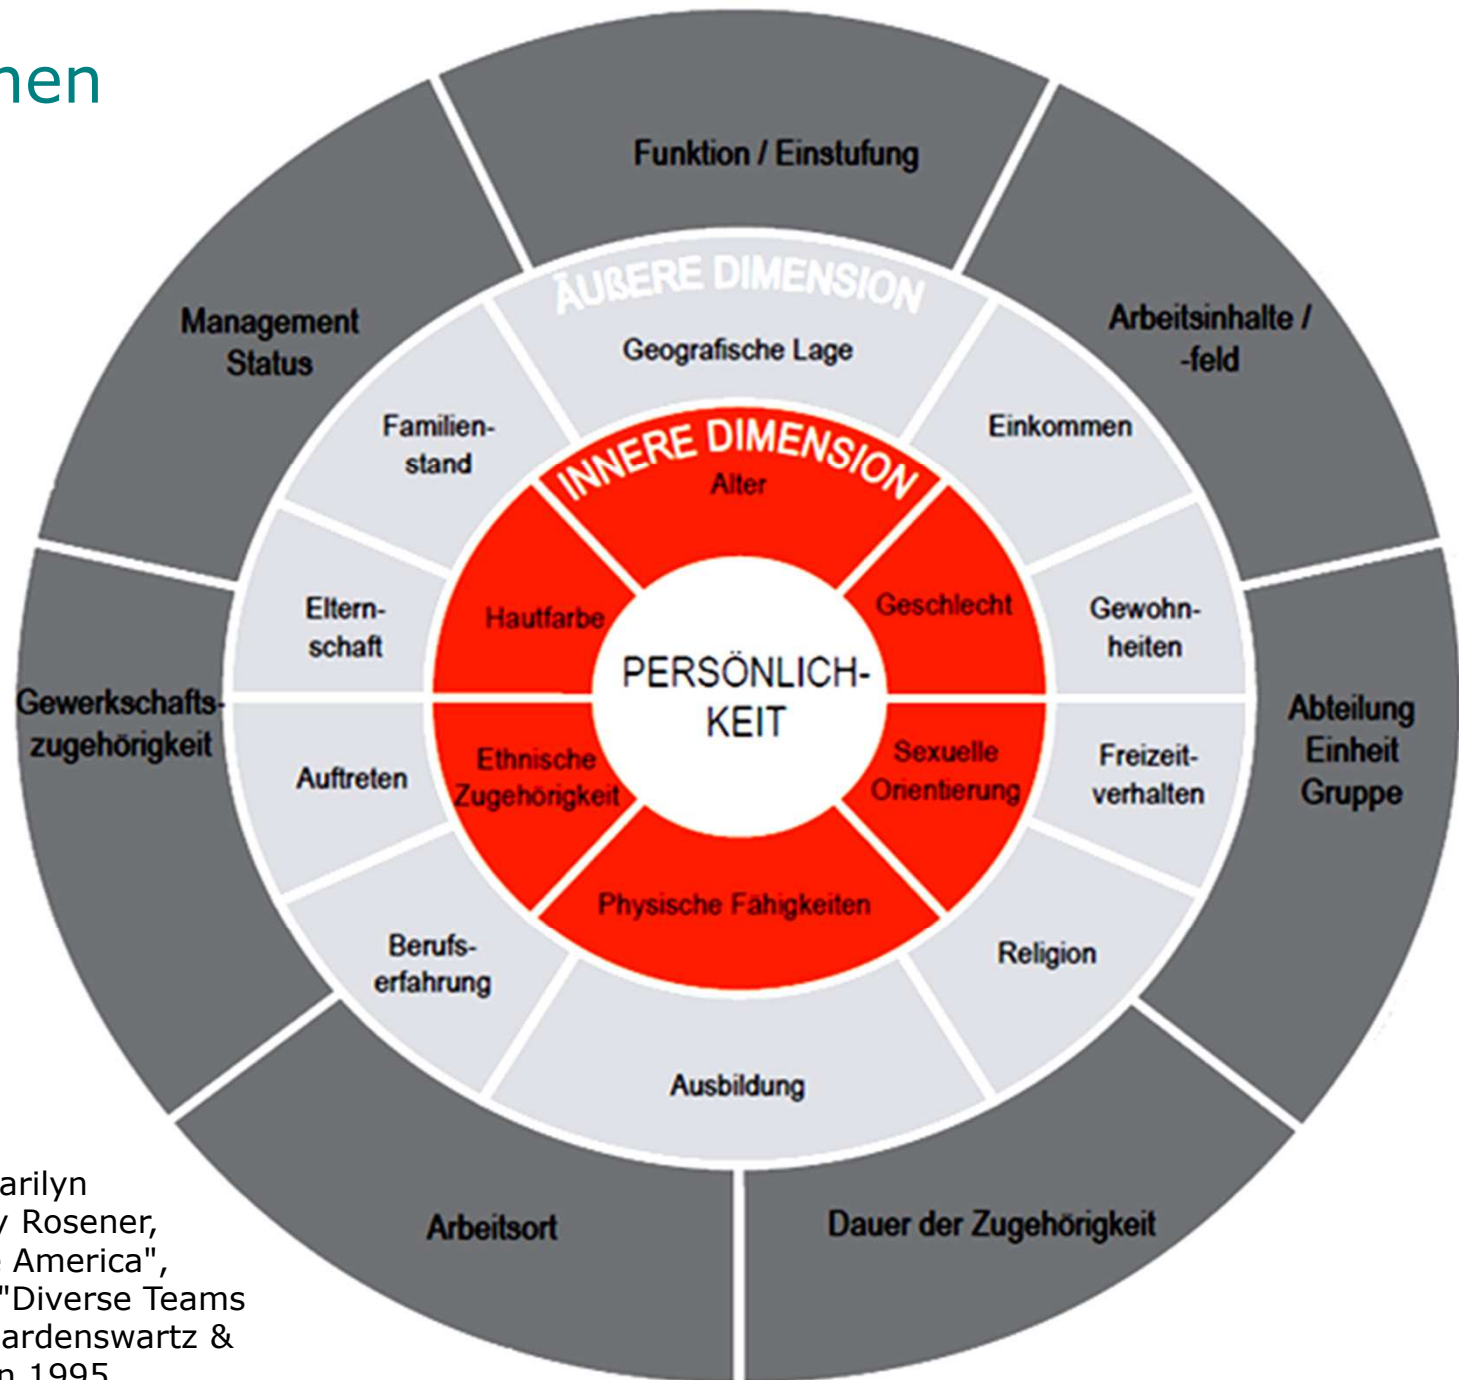 nen
Funktion / Einstufung
Management
Status
Arbeitsinhalte /
-feld
ÄUßERE DIMENSION
Geografische Lage
Familien-
stand
Einkommen
INNERE DIMENSION
Alter
Eltern-
schaft
Hautfarbe
Geschlecht
Gewohn-
heiten
PERSÖNLICH-
KEIT
Gewerkschafts-
zugehörigkeit
Abteilung
Einheit
Gruppe
Auftreten
Ethnische
Zugehörigkeit
Sexuelle
Orientierung
Freizeit-
verhalten
Physische Fähigkeiten
Berufs-
erfahrung
Religion
Ausbildung
Arbeitsort
Dauer der Zugehörigkeit
arilyn
y Rosener,
e America",
"Diverse Teams
ardenswartz &
n 1995